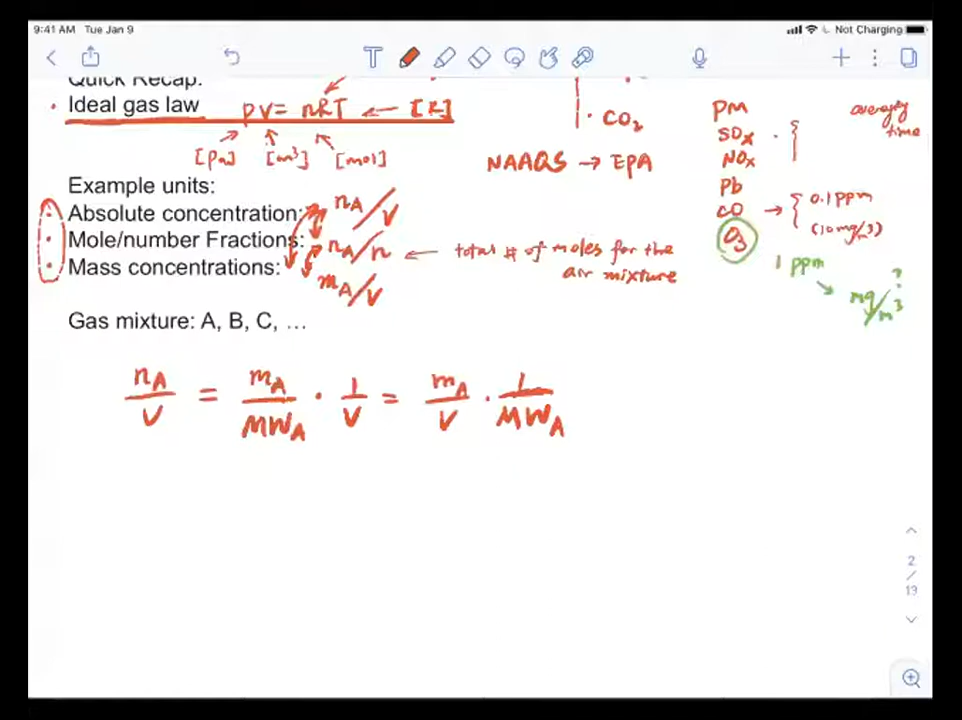 9:41 AM Tue Jan 9
Not Charging
Quick Recap:
Ideal gas law PV = nRT ← [K]
[Pa] [m³] [mol]
· CO₂
NAAQS → EPA
PM
SOx
NOx
Pb
CO → { 0.1 ppm
(10 mg/m³)
O₃
averaging
time
1 ppm
mg/m³ ?
Example units:
Absolute concentration: nA/V
Mole/number Fractions: nA/n ← total # of moles for the
air mixture
Mass concentrations: mA/V
Gas mixture: A, B, C, …
nA/V = mA/MWA · 1/V = mA/V · 1/MWA
2
/
13